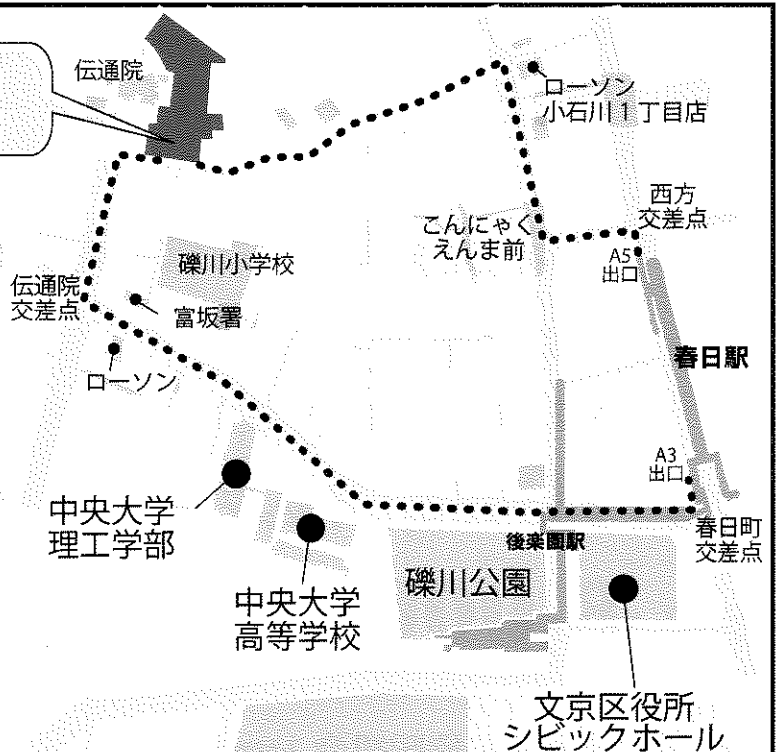 伝通院
ローソン
小石川1丁目店
西方
交差点
こんにゃく
えんま前
A5
出口
礫川小学校
伝通院
交差点
富坂署
春日駅
ローソン
A3
出口
中央大学
理工学部
春日町
交差点
後楽園駅
礫川公園
中央大学
高等学校
文京区役所
シビックホール